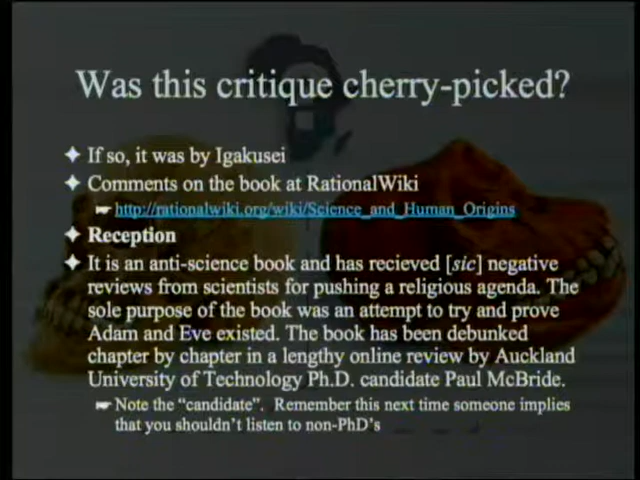 Was this critique cherry-picked?
If so, it was by Igakusei
Comments on the book at RationalWiki
http://rationalwiki.org/wiki/Science_and_Human_Origins
Reception
It is an anti-science book and has recieved [sic] negative
reviews from scientists for pushing a religious agenda. The
sole purpose of the book was an attempt to try and prove
Adam and Eve existed. The book has been debunked
chapter by chapter in a lengthy online review by Auckland
University of Technology Ph.D. candidate Paul McBride.
Note the “candidate”. Remember this next time someone implies
that you shouldn’t listen to non-PhD’s